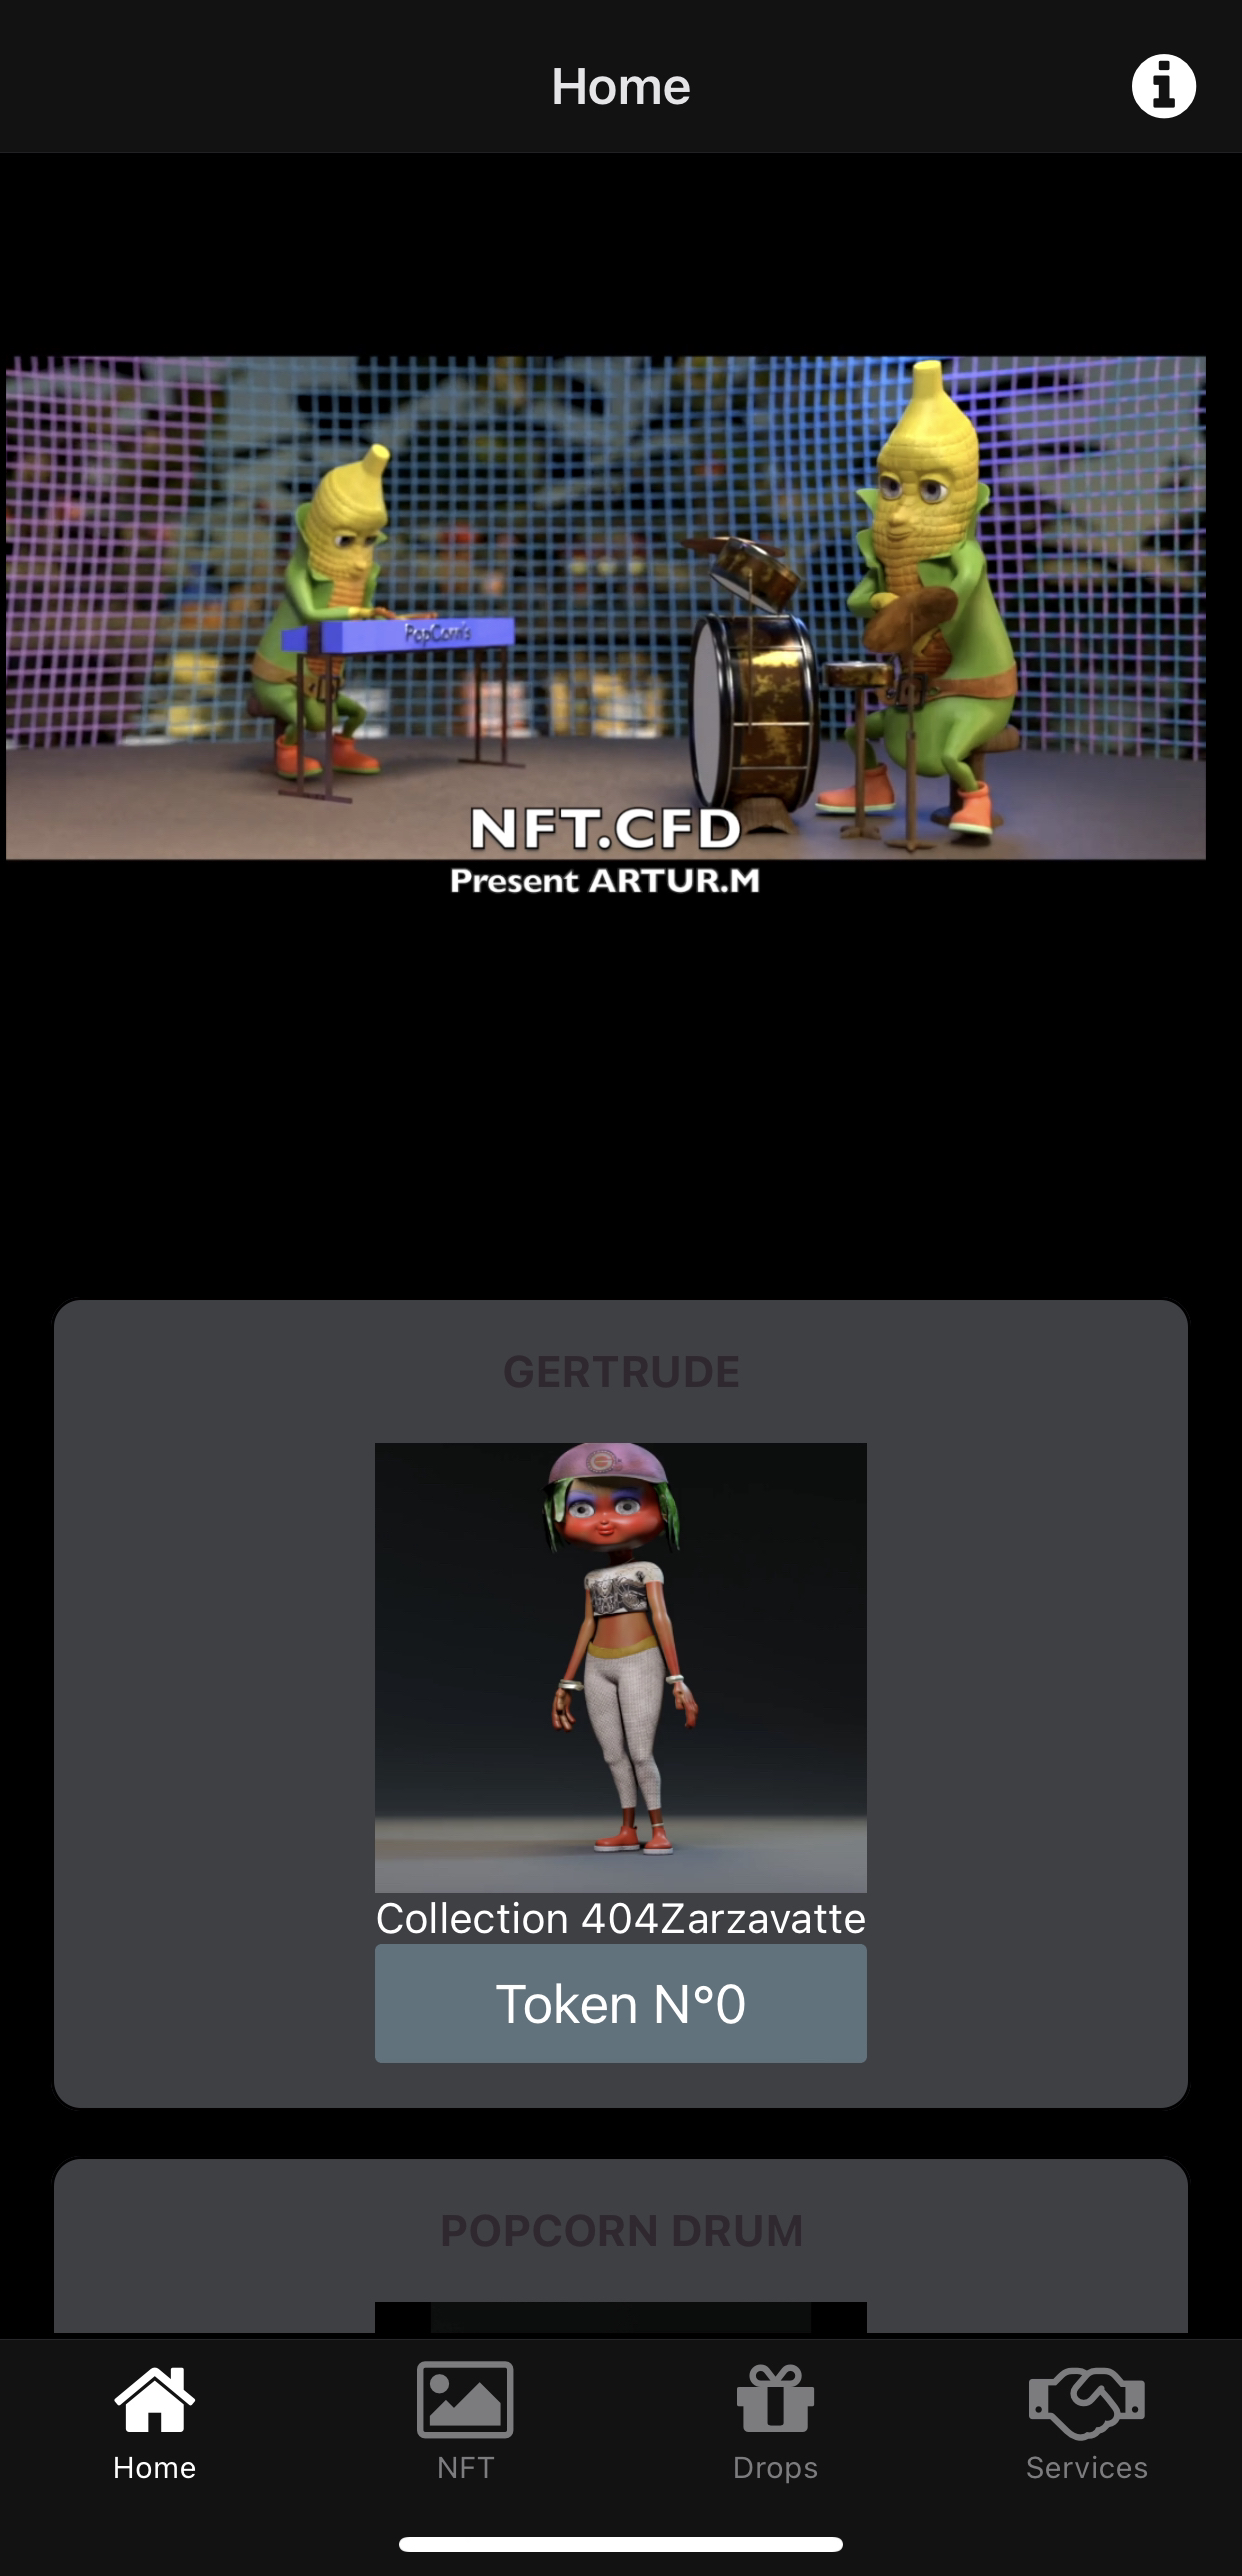 Home
PopCorn's
NFT.CFD
Present ARTUR.M
GERTRUDE
G
Collection 404Zarzavatte
Token N°0
POPCORN DRUM
Home
NFT
Drops
Services